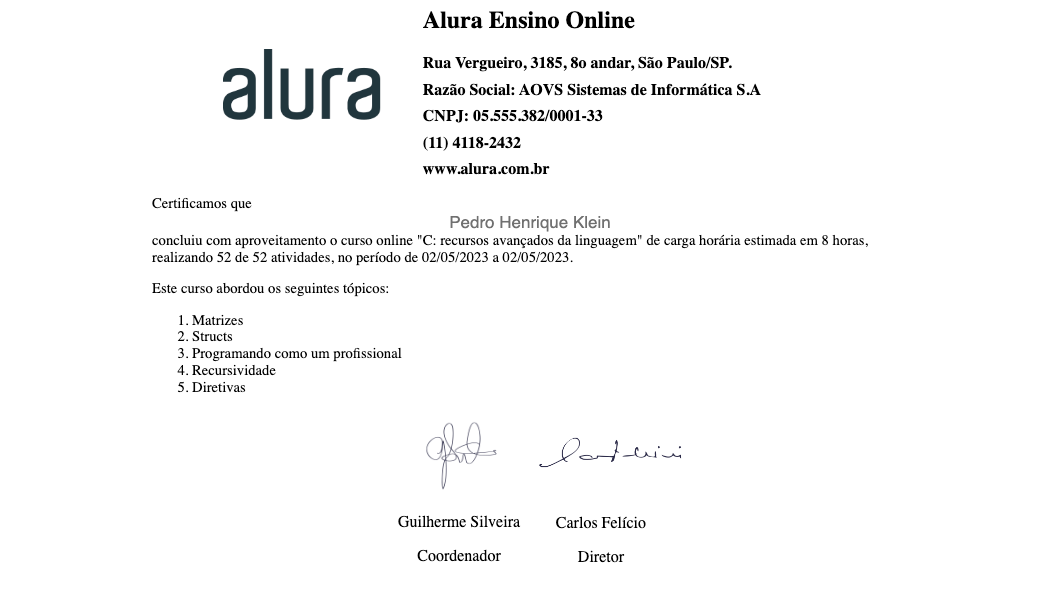 Alura Ensino Online
alura
Rua Vergueiro, 3185, 8o andar, São Paulo/SP.
Razão Social: AOVS Sistemas de Informática S.A
CNPJ: 05.555.382/0001-33
(11) 4118-2432
www.alura.com.br
Certificamos que
Pedro Henrique Klein
concluiu com aproveitamento o curso online "C: recursos avançados da linguagem" de carga horária estimada em 8 horas,
realizando 52 de 52 atividades, no período de 02/05/2023 a 02/05/2023.
Este curso abordou os seguintes tópicos:
1. Matrizes
2. Structs
3. Programando como um profissional
4. Recursividade
5. Diretivas
Guilherme Silveira Carlos Felício
Coordenador Diretor